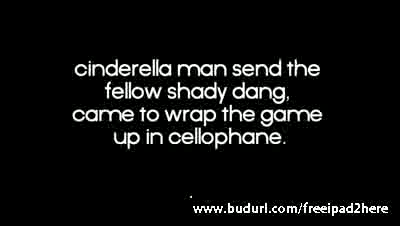 cinderella man send the
fellow shady dang,
came to wrap the game
up in cellophane.
www.budurl.com/freeipad2here